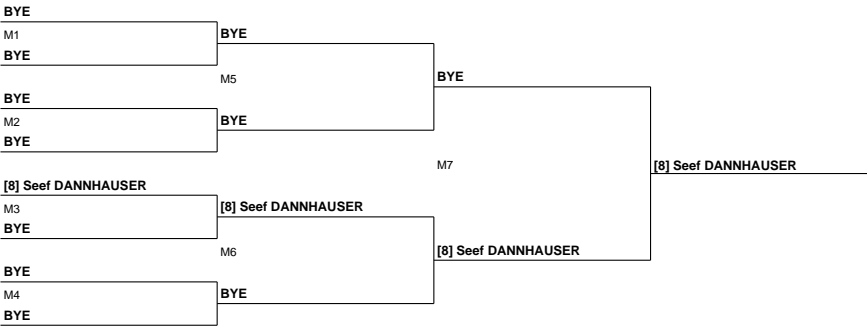 BYE
M1
BYE
BYE
M5
BYE
BYE
M2
BYE
BYE
M7
[8] Seef DANNHAUSER
[8] Seef DANNHAUSER
M3
[8] Seef DANNHAUSER
BYE
M6
[8] Seef DANNHAUSER
BYE
M4
BYE
BYE